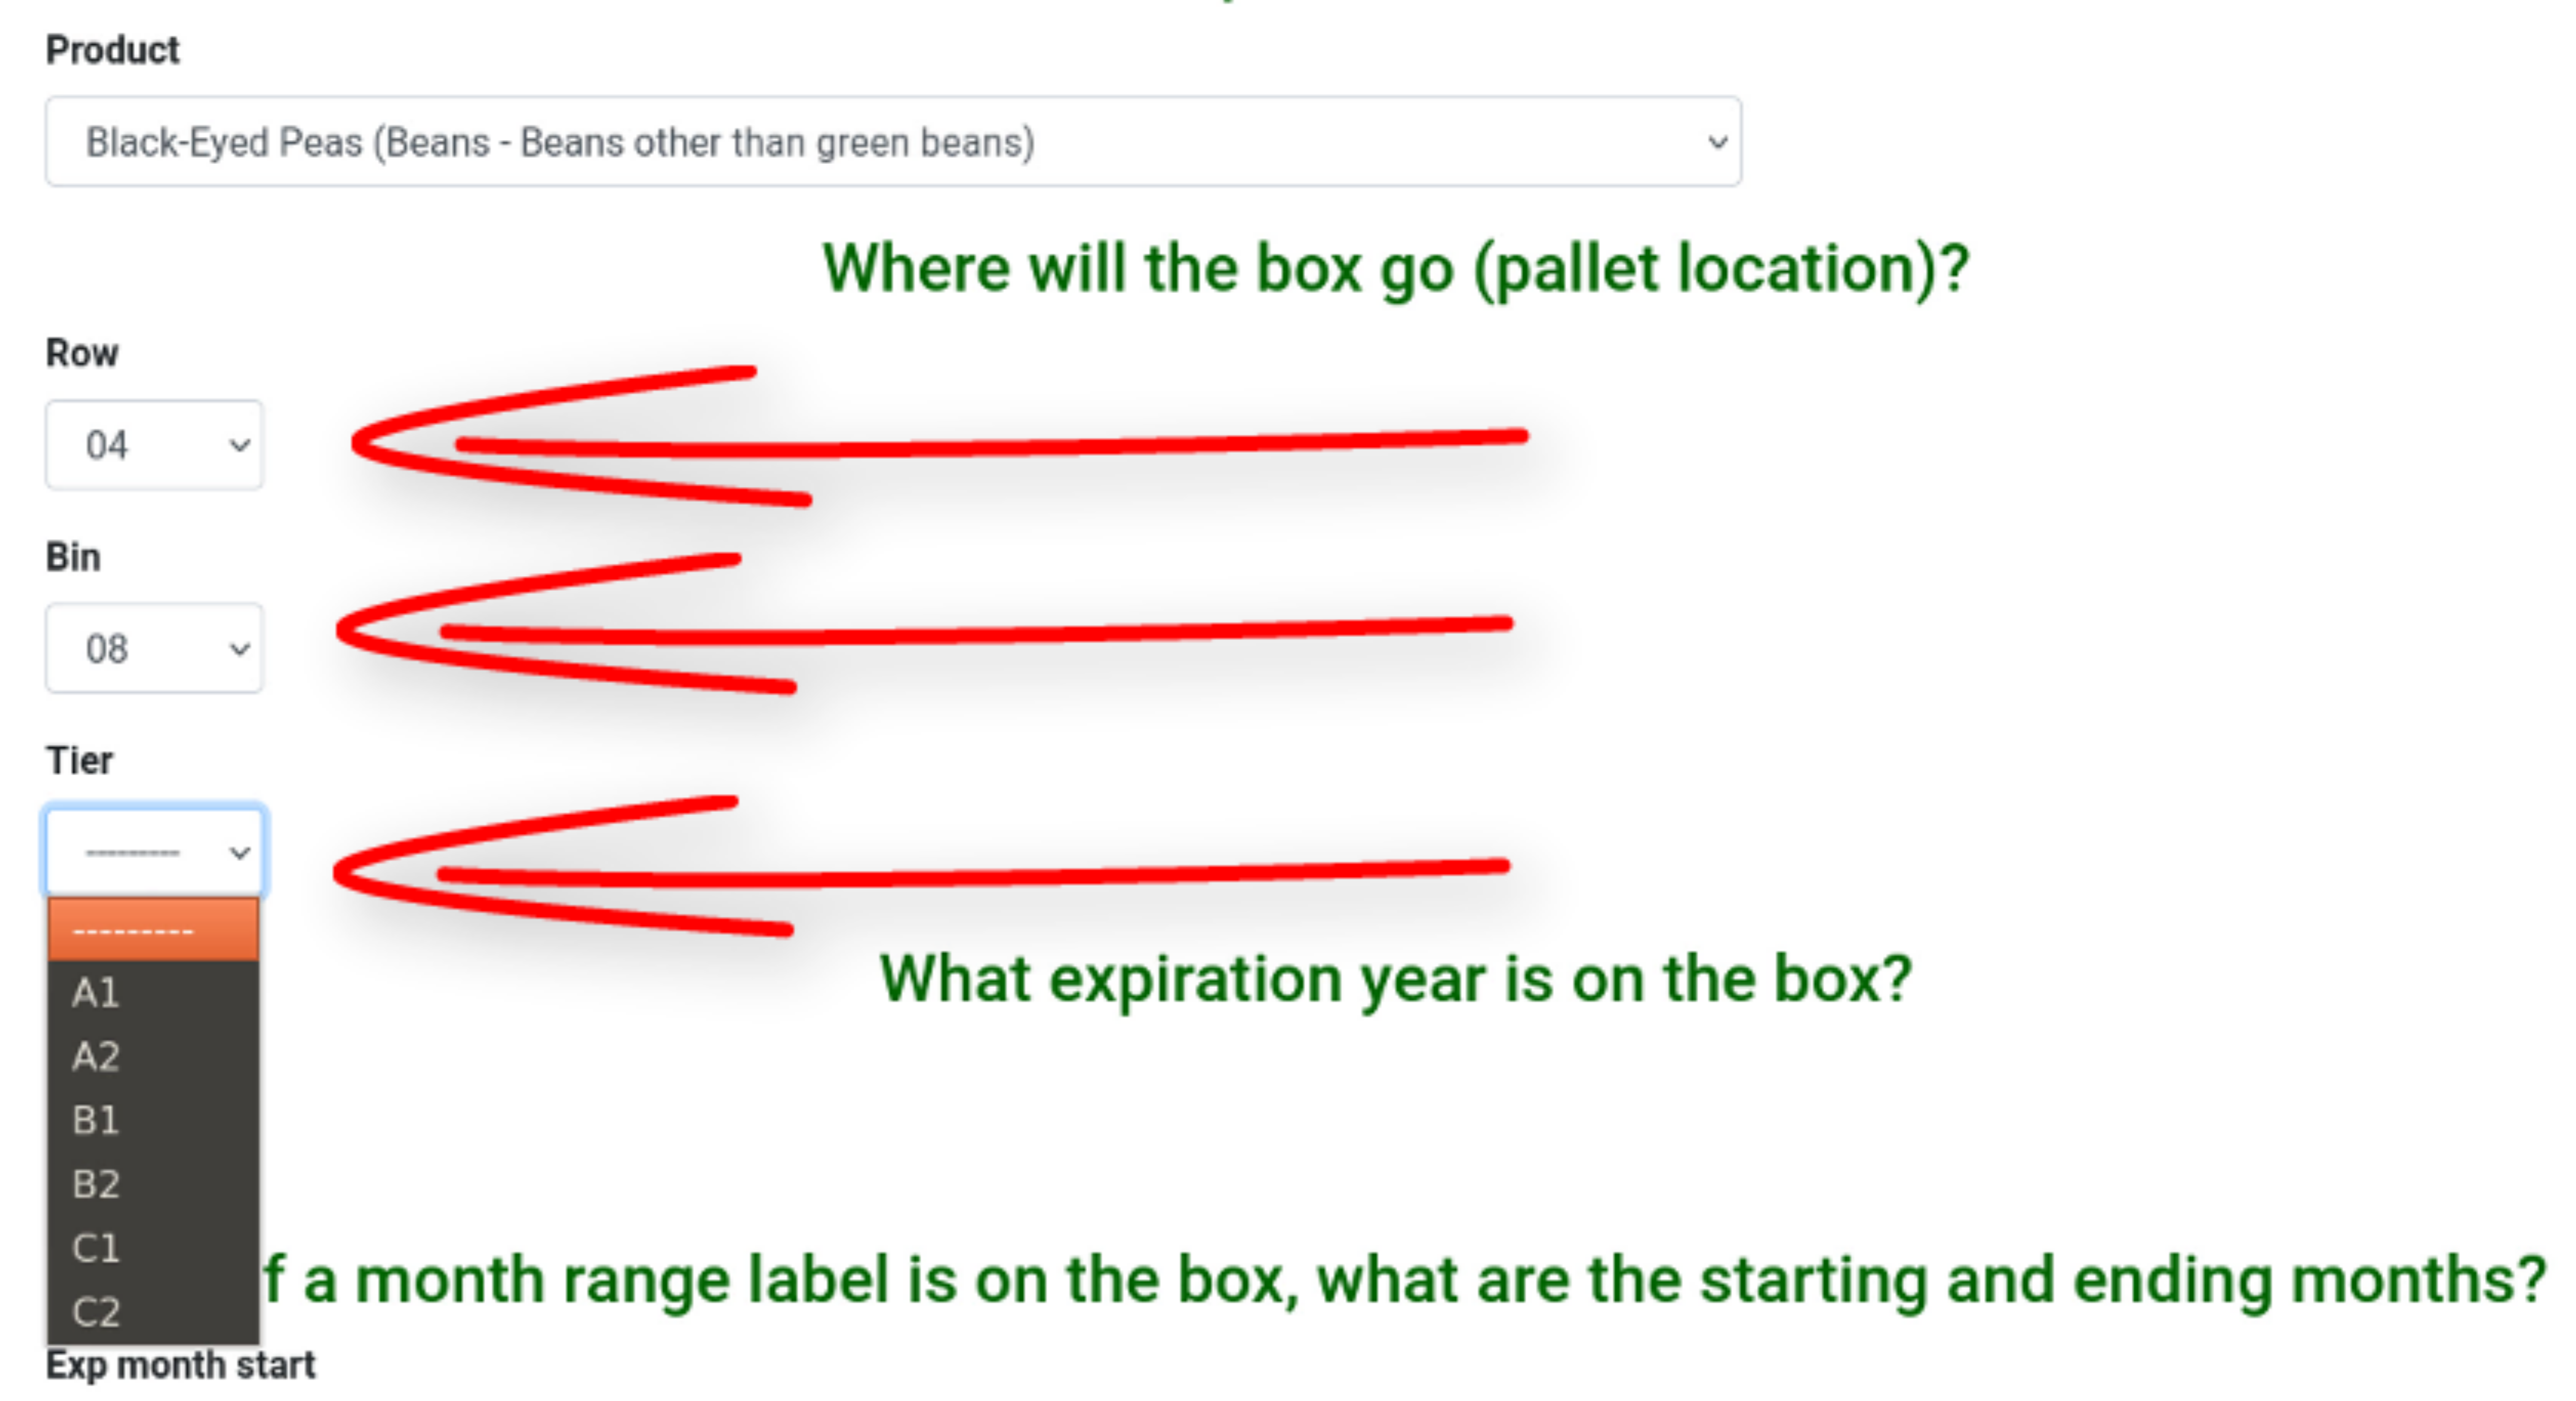 Product
Black-Eyed Peas (Beans - Beans other than green beans)
Where will the box go (pallet location)?
Row
04
Bin
08
Tier
---------
---------
A1
A2
What expiration year is on the box?
B1
B2
C1
C2
f a month range label is on the box, what are the starting and ending months?
Exp month start